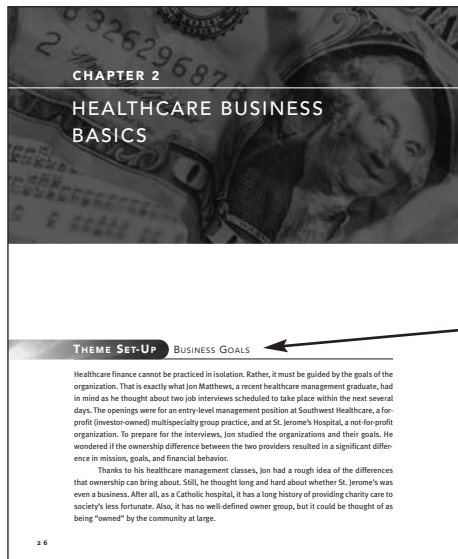 32629687
2
CHAPTER 2
HEALTHCARE BUSINESS
BASICS
THEME SET-UP BUSINESS GOALS
Healthcare finance cannot be practiced in isolation. Rather, it must be guided by the goals of the
organization. That is exactly what Jon Matthews, a recent healthcare management graduate, had
in mind as he thought about two job interviews scheduled to take place within the next several
days. The openings were for an entry-level management position at Southwest Healthcare, a for-
profit (investor-owned) multispecialty group practice, and at St. Jerome's Hospital, a not-for-profit
organization. To prepare for the interviews, Jon studied the organizations and their goals. He
wondered if the ownership difference between the two providers resulted in a significant differ-
ence in mission, goals, and financial behavior.
Thanks to his healthcare management classes, Jon had a rough idea of the differences
that ownership can bring about. Still, he thought long and hard about whether St. Jerome's was
even a business. After all, as a Catholic hospital, it has a long history of providing charity care to
society's less fortunate. Also, it has no well-defined owner group, but it could be thought of as
being "owned" by the community at large.
26